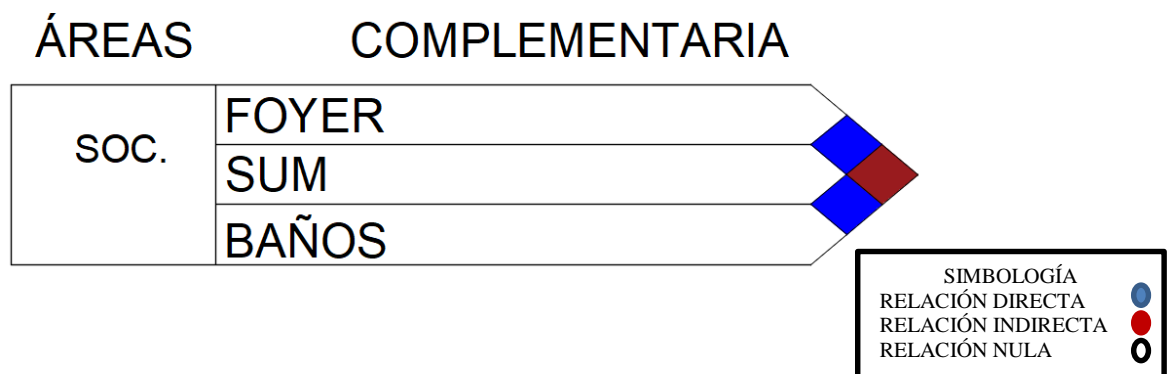 ÁREAS COMPLEMENTARIA
SOC.
FOYER
SUM
BAÑOS
SIMBOLOGÍA
RELACIÓN DIRECTA
RELACIÓN INDIRECTA
RELACIÓN NULA